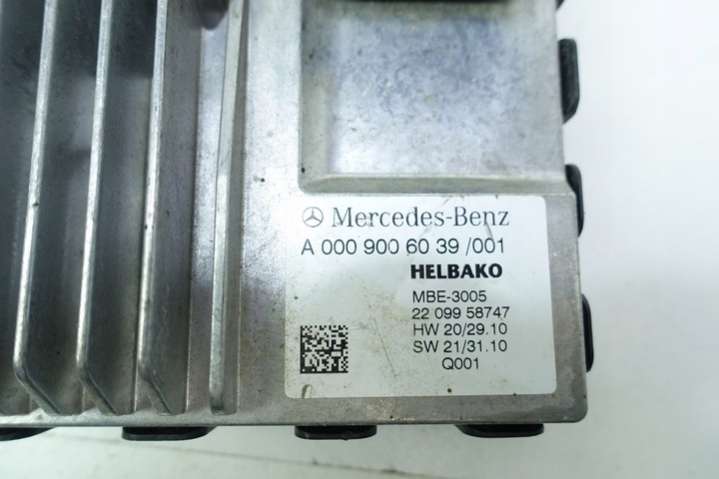 Mercedes-Benz
A 000 900 60 39 /001
HELBAKO
MBE-3005
22 099 58747
HW 20/29.10
SW 21/31.10
Q001